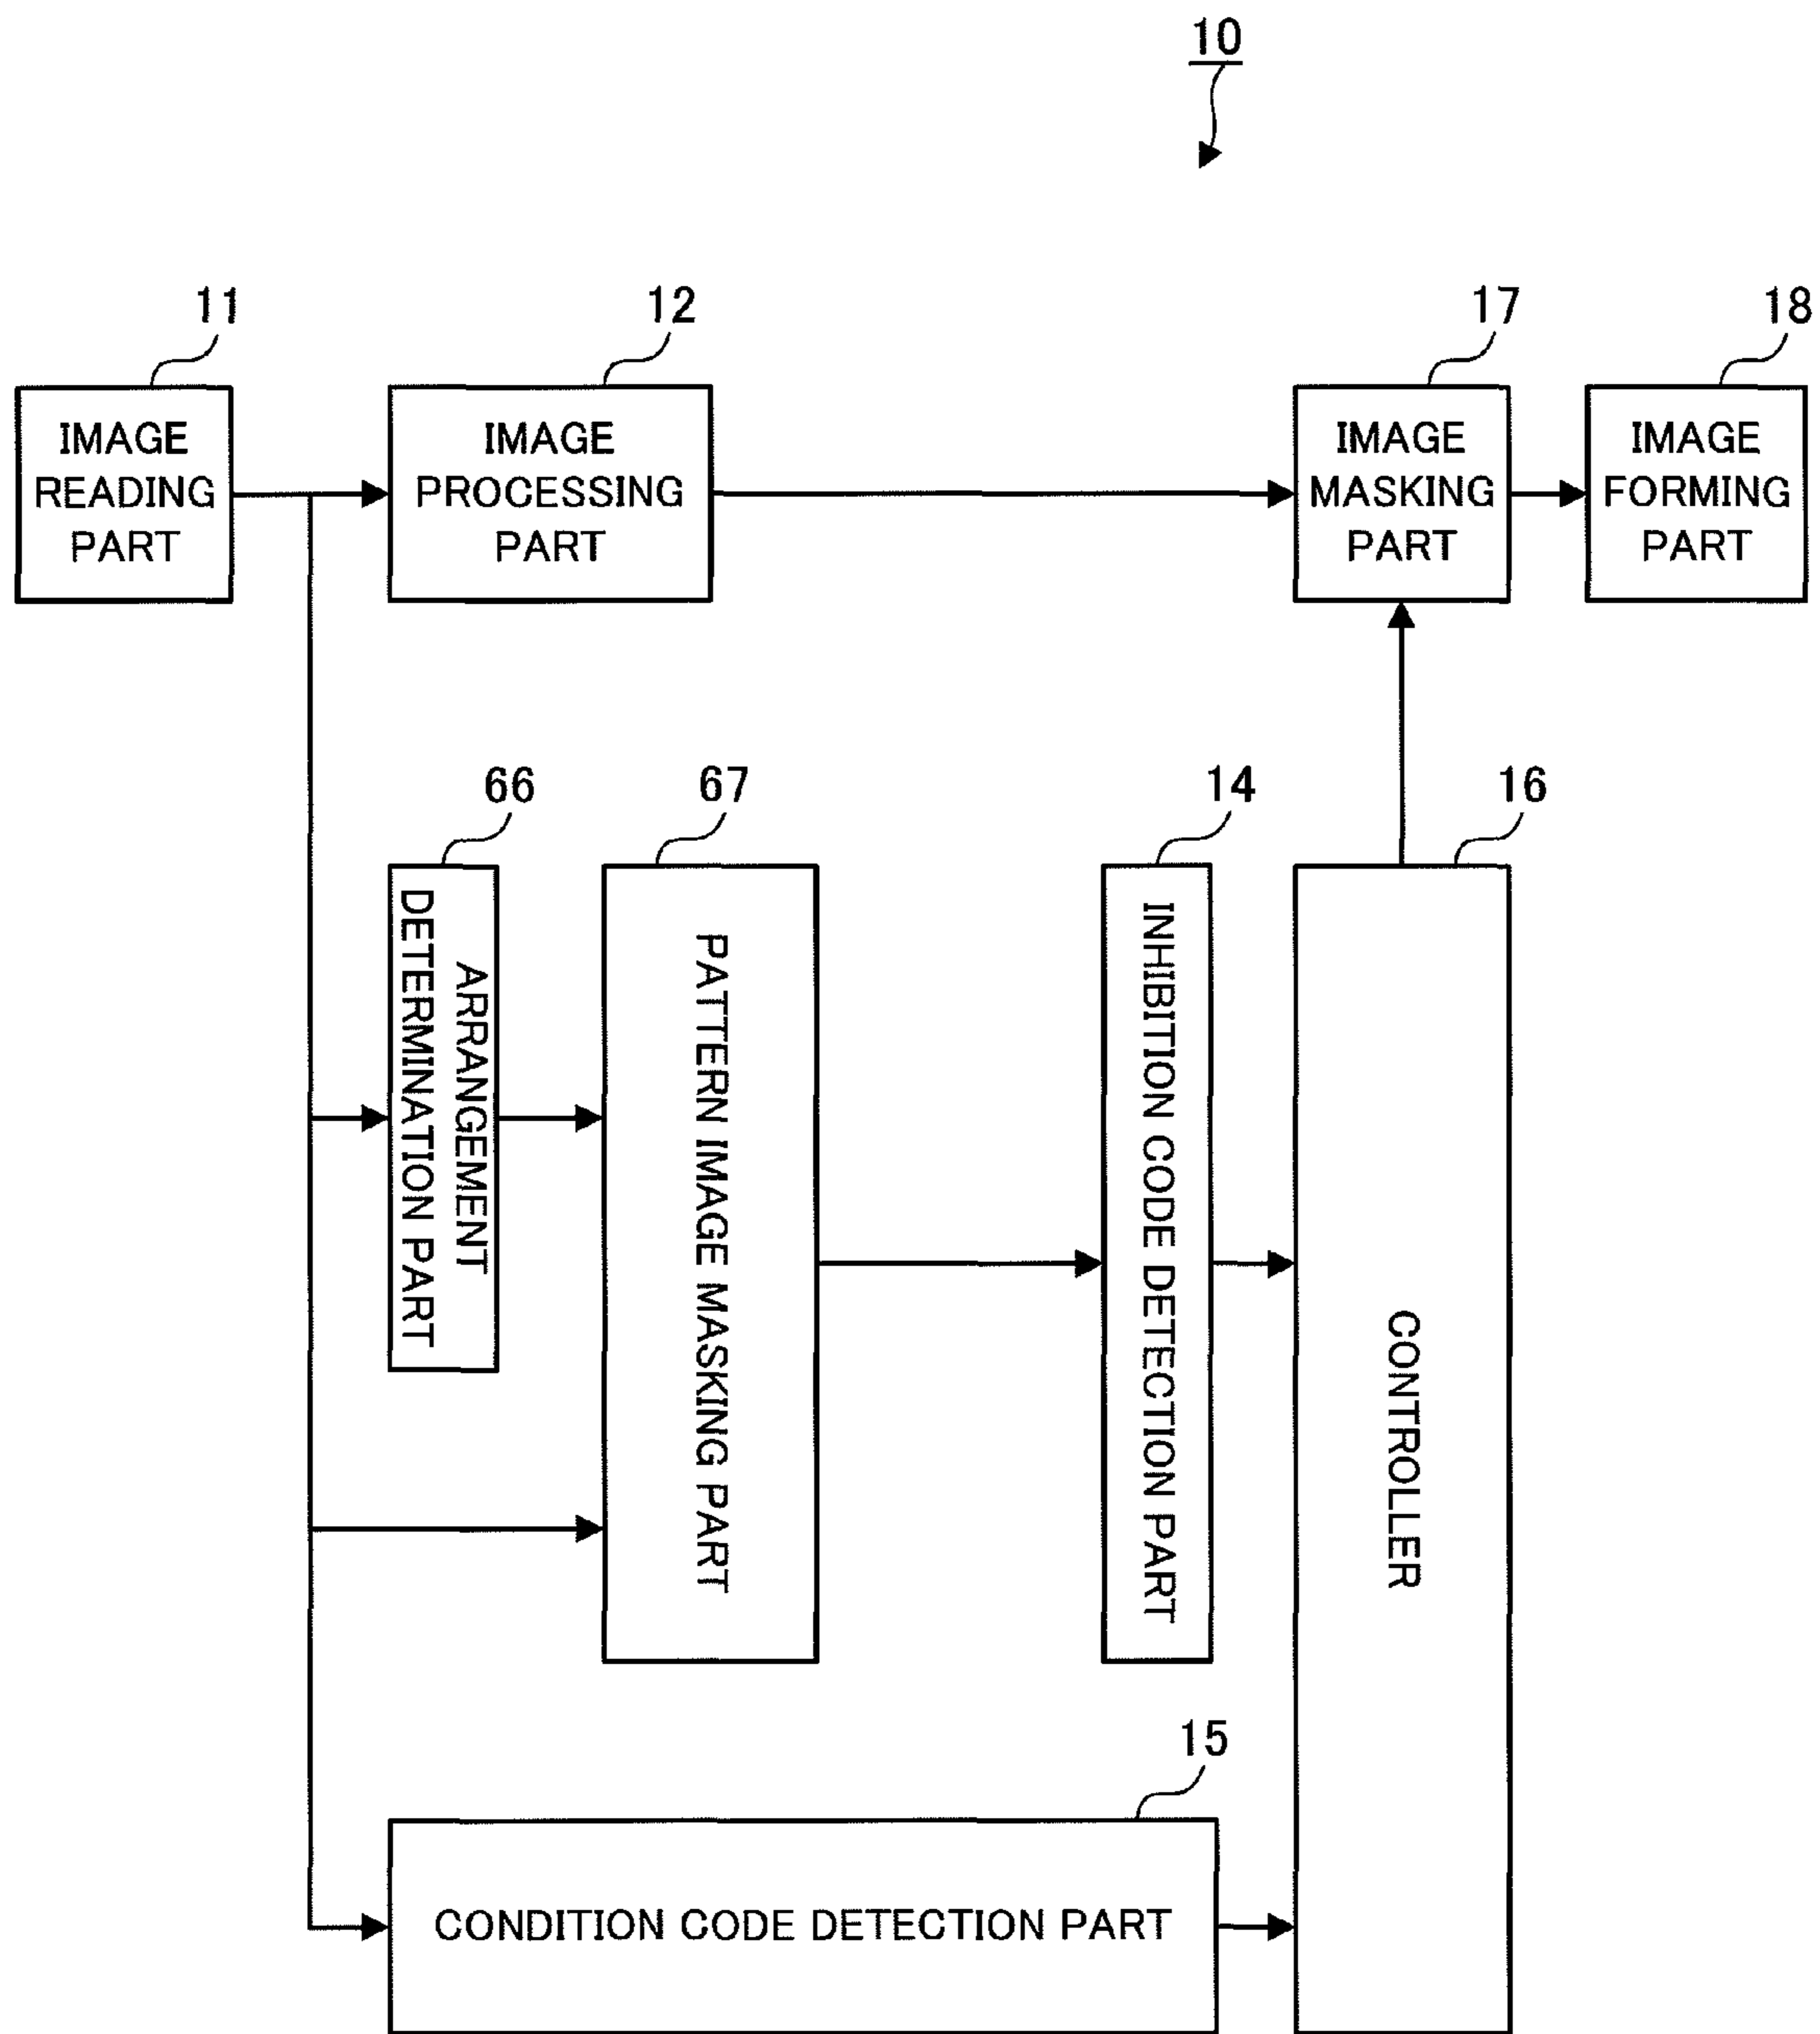 10
11
12
17
18
IMAGE
READING
PART
IMAGE
PROCESSING
PART
IMAGE
MASKING
PART
IMAGE
FORMING
PART
66
67
14
16
ARRANGEMENT
DETERMINATION PART
PATTERN IMAGE MASKING PART
INHIBITION CODE DETECTION PART
CONTROLLER
15
CONDITION CODE DETECTION PART